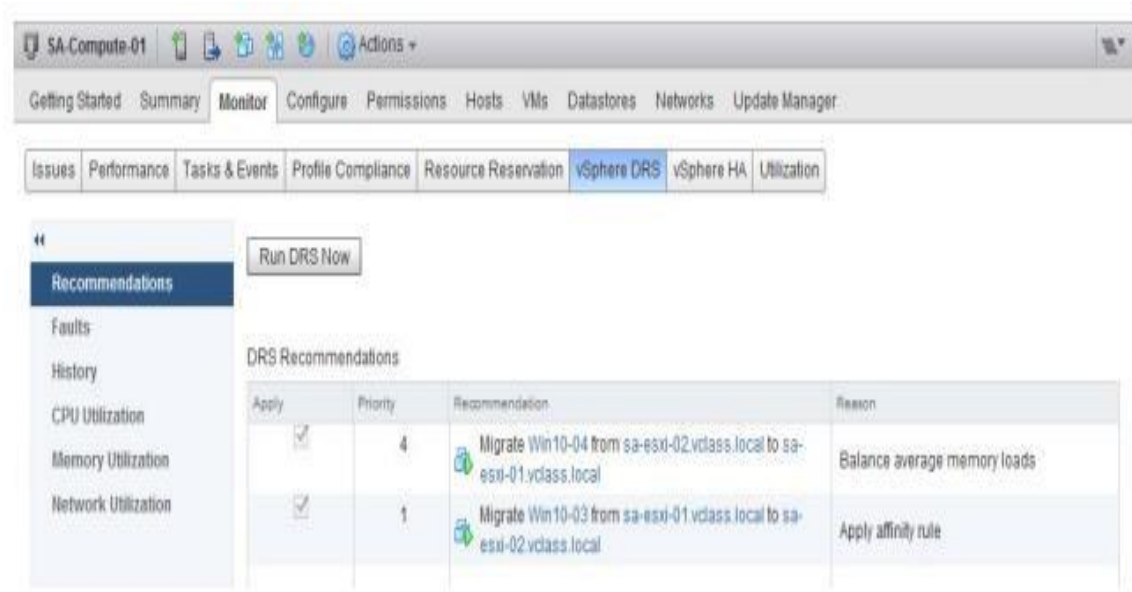 SA-Compute-01 Actions
Getting Started Summary Monitor Configure Permissions Hosts VMs Datastores Networks Update Manager
Issues Performance Tasks & Events Profile Compliance Resource Reservation vSphere DRS vSphere HA Utilization
Run DRS Now
Recommendations
Faults
History
CPU Utilization
Memory Utilization
Network Utilization
DRS Recommendations
Apply Priority Recommendation Reason
4 Migrate Win10-04 from sa-esxi-02.vclass.local to sa-
esxi-01.vclass.local Balance average memory loads
1 Migrate Win10-03 from sa-esxi-01.vclass.local to sa-
esxi-02.vclass.local Apply affinity rule